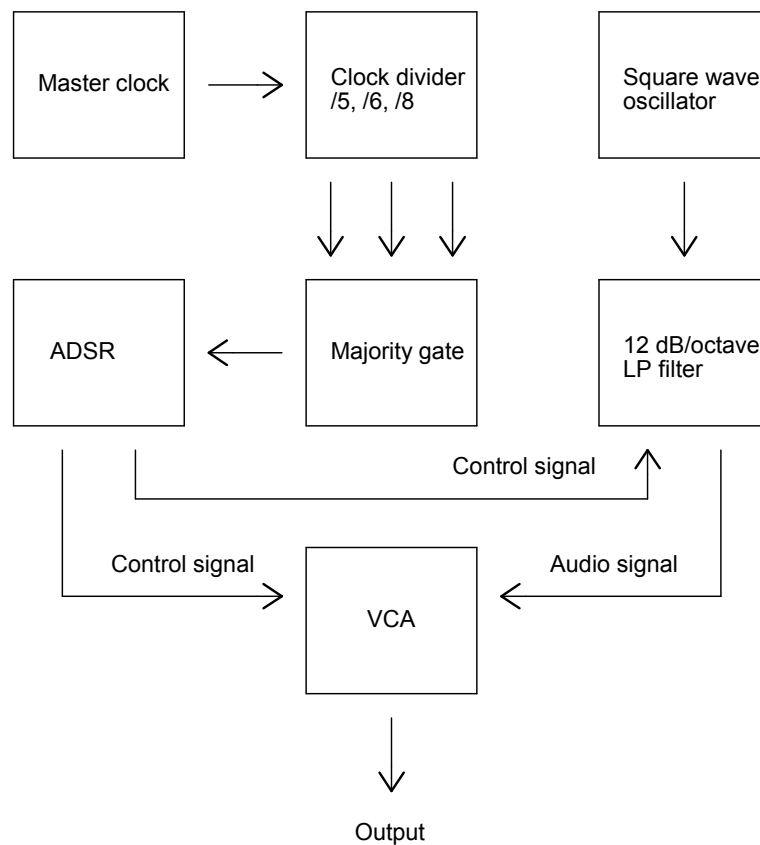 Master clock
Clock divider
/5, /6, /8
Square wave
oscillator
ADSR
Majority gate
12 dB/octave
LP filter
Control signal
Control signal
Audio signal
VCA
Output